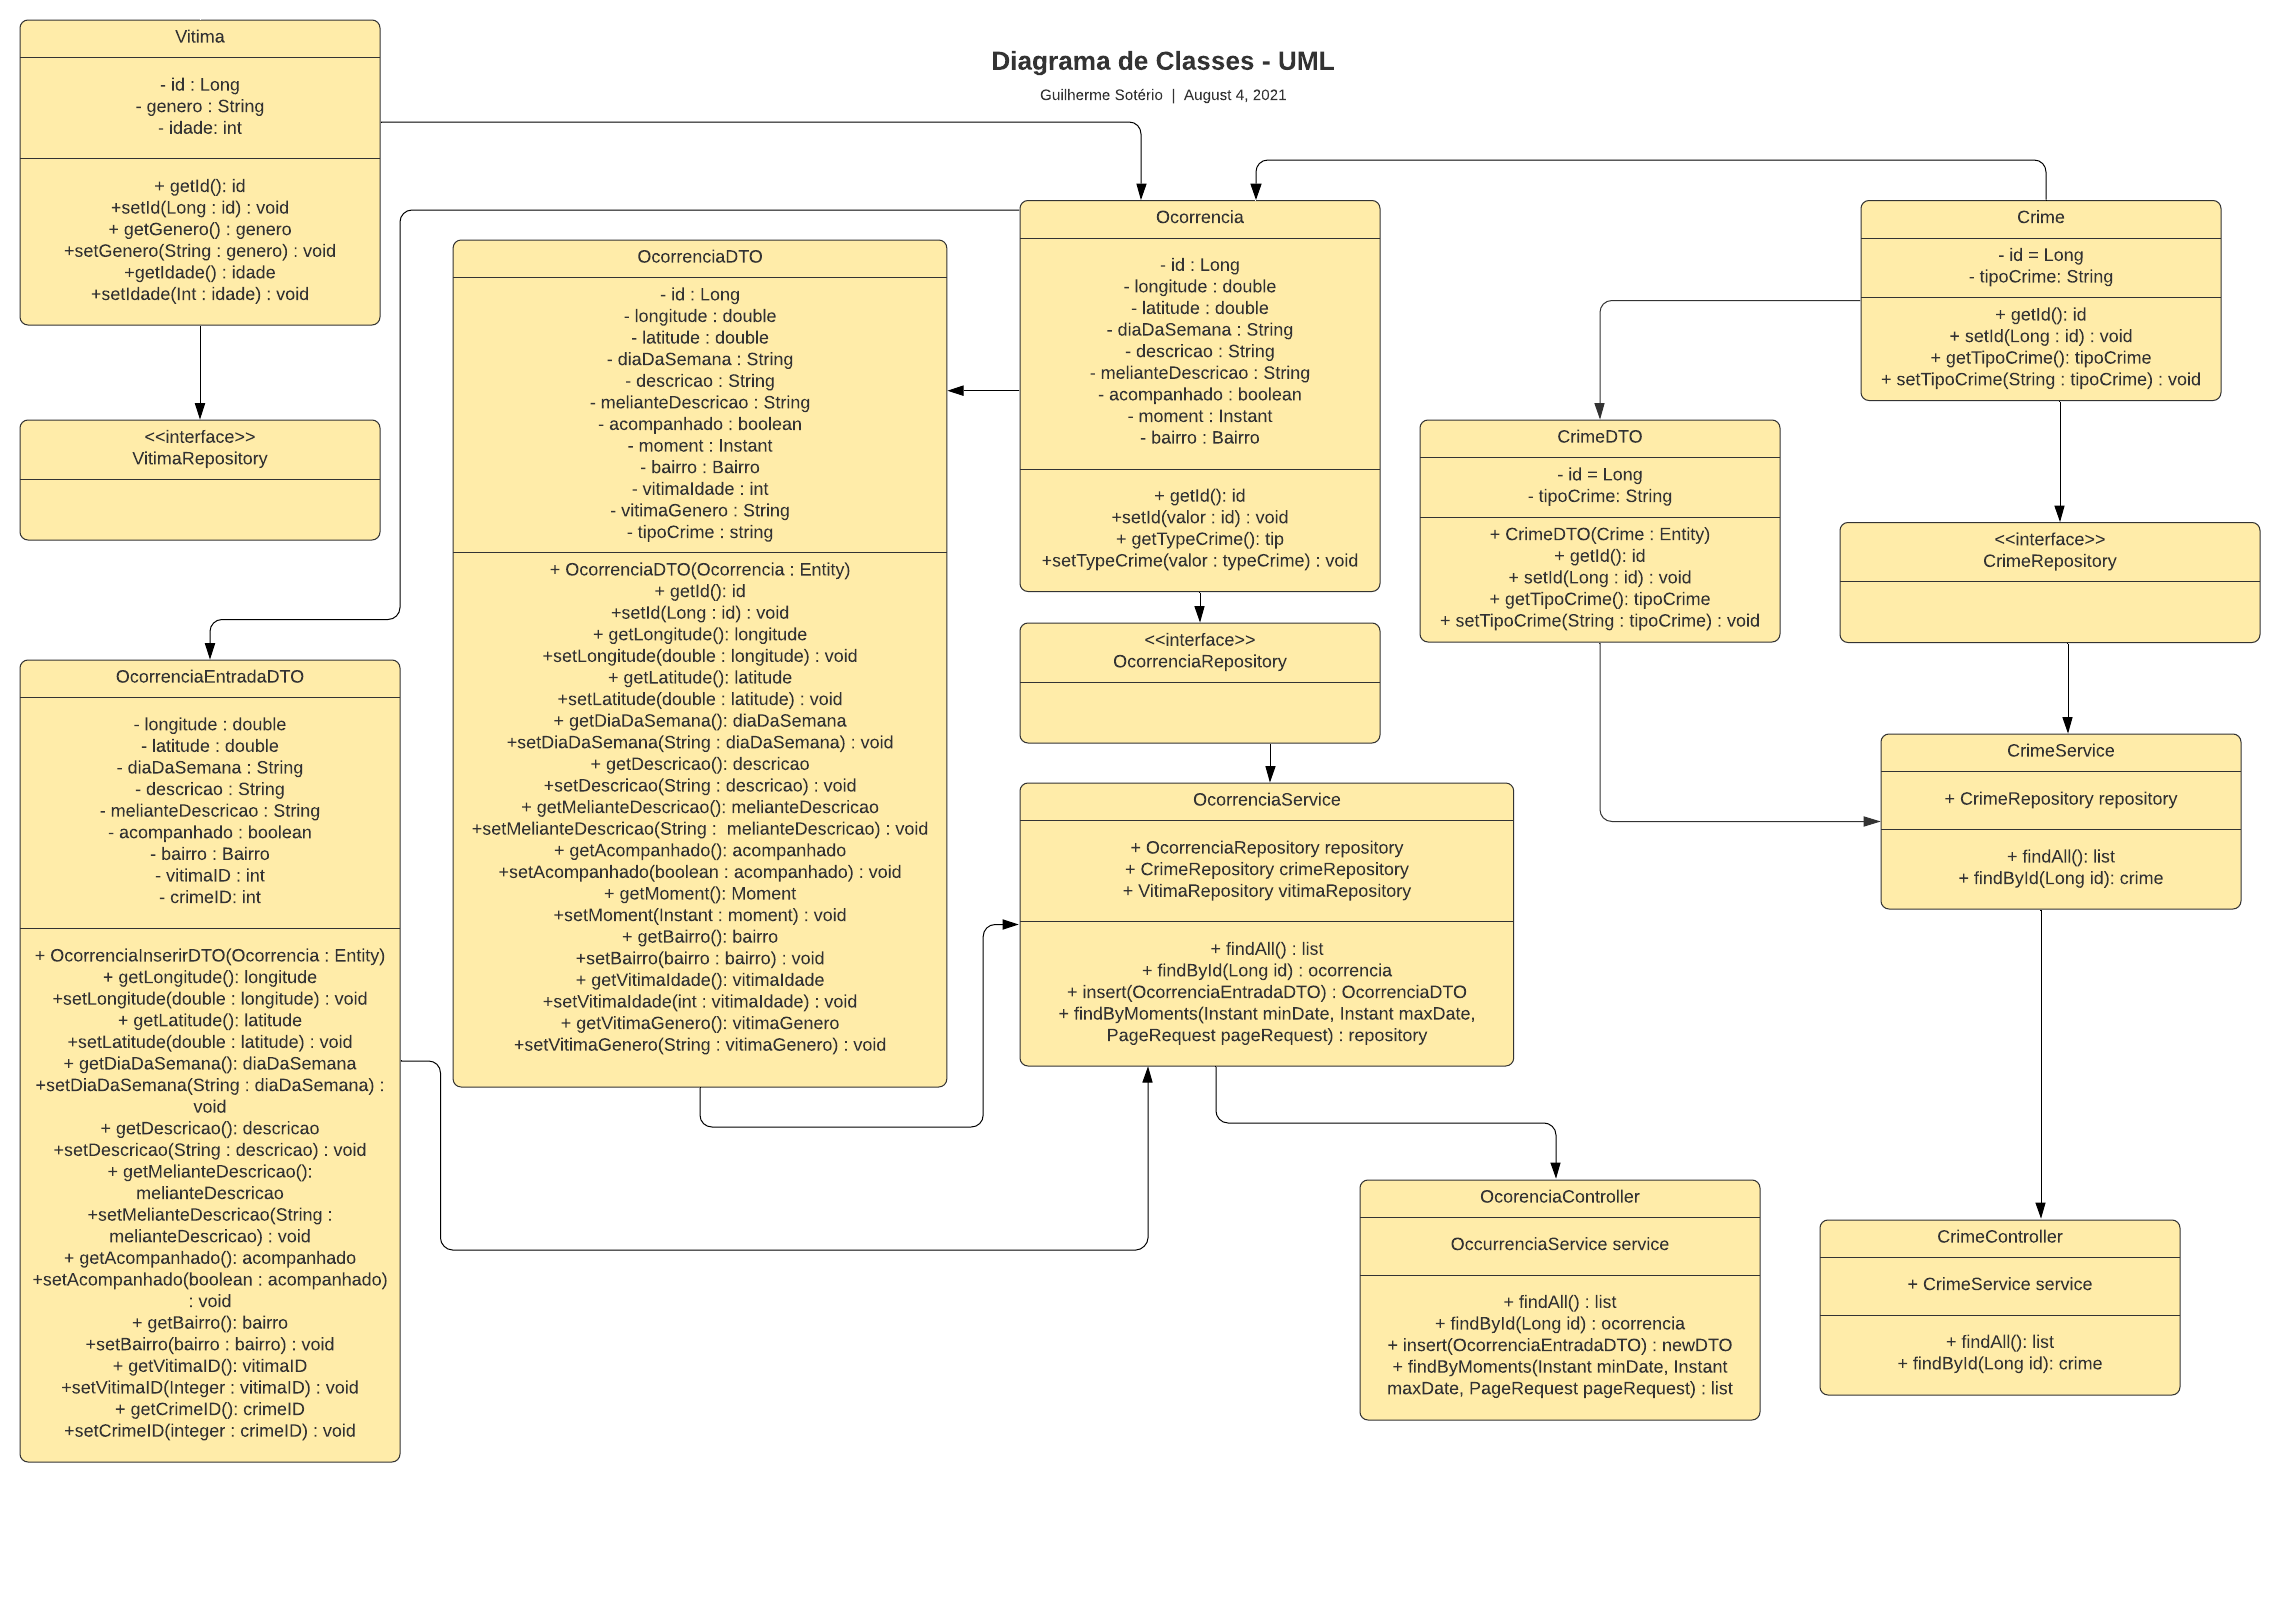 Diagrama de Classes - UML
Guilherme Sotério | August 4, 2021
Vitima
- id : Long
- genero : String
- idade: int
+ getId(): id
+setId(Long : id) : void
+ getGenero() : genero
+setGenero(String : genero) : void
+getIdade() : idade
+setIdade(Int : idade) : void
<<interface>>
VitimaRepository
OcorrenciaEntradaDTO
- longitude : double
- latitude : double
- diaDaSemana : String
- descricao : String
- melianteDescricao : String
- acompanhado : boolean
- bairro : Bairro
- vitimaID : int
- crimeID: int
+ OcorrenciaInserirDTO(Ocorrencia : Entity)
+ getLongitude(): longitude
+setLongitude(double : longitude) : void
+ getLatitude(): latitude
+setLatitude(double : latitude) : void
+ getDiaDaSemana(): diaDaSemana
+setDiaDaSemana(String : diaDaSemana) :
void
+ getDescricao(): descricao
+setDescricao(String : descricao) : void
+ getMelianteDescricao():
melianteDescricao
+setMelianteDescricao(String :
melianteDescricao) : void
+ getAcompanhado(): acompanhado
+setAcompanhado(boolean : acompanhado)
: void
+ getBairro(): bairro
+setBairro(bairro : bairro) : void
+ getVitimaID(): vitimaID
+setVitimaID(Integer : vitimaID) : void
+ getCrimeID(): crimeID
+setCrimeID(integer : crimeID) : void
OcorrenciaDTO
- id : Long
- longitude : double
- latitude : double
- diaDaSemana : String
- descricao : String
- melianteDescricao : String
- acompanhado : boolean
- moment : Instant
- bairro : Bairro
- vitimaIdade : int
- vitimaGenero : String
- tipoCrime : string
+ OcorrenciaDTO(Ocorrencia : Entity)
+ getId(): id
+setId(Long : id) : void
+ getLongitude(): longitude
+setLongitude(double : longitude) : void
+ getLatitude(): latitude
+setLatitude(double : latitude) : void
+ getDiaDaSemana(): diaDaSemana
+setDiaDaSemana(String : diaDaSemana) : void
+ getDescricao(): descricao
+setDescricao(String : descricao) : void
+ getMelianteDescricao(): melianteDescricao
+setMelianteDescricao(String :  melianteDescricao) : void
+ getAcompanhado(): acompanhado
+setAcompanhado(boolean : acompanhado) : void
+ getMoment(): Moment
+setMoment(Instant : moment) : void
+ getBairro(): bairro
+setBairro(bairro : bairro) : void
+ getVitimaIdade(): vitimaIdade
+setVitimaIdade(int : vitimaIdade) : void
+ getVitimaGenero(): vitimaGenero
+setVitimaGenero(String : vitimaGenero) : void
Ocorrencia
- id : Long
- longitude : double
- latitude : double
- diaDaSemana : String
- descricao : String
- melianteDescricao : String
- acompanhado : boolean
- moment : Instant
- bairro : Bairro
+ getId(): id
+setId(valor : id) : void
+ getTypeCrime(): tip
+setTypeCrime(valor : typeCrime) : void
<<interface>>
OcorrenciaRepository
OcorrenciaService
+ OcorrenciaRepository repository
+ CrimeRepository crimeRepository
+ VitimaRepository vitimaRepository
+ findAll() : list
+ findById(Long id) : ocorrencia
+ insert(OcorrenciaEntradaDTO) : OcorrenciaDTO
+ findByMoments(Instant minDate, Instant maxDate,
PageRequest pageRequest) : repository
OcorenciaController
OccurrenciaService service
+ findAll() : list
+ findById(Long id) : ocorrencia
+ insert(OcorrenciaEntradaDTO) : newDTO
+ findByMoments(Instant minDate, Instant
maxDate, PageRequest pageRequest) : list
Crime
- id = Long
- tipoCrime: String
+ getId(): id
+ setId(Long : id) : void
+ getTipoCrime(): tipoCrime
+ setTipoCrime(String : tipoCrime) : void
CrimeDTO
- id = Long
- tipoCrime: String
+ CrimeDTO(Crime : Entity)
+ getId(): id
+ setId(Long : id) : void
+ getTipoCrime(): tipoCrime
+ setTipoCrime(String : tipoCrime) : void
<<interface>>
CrimeRepository
CrimeService
+ CrimeRepository repository
+ findAll(): list
+ findById(Long id): crime
CrimeController
+ CrimeService service
+ findAll(): list
+ findById(Long id): crime